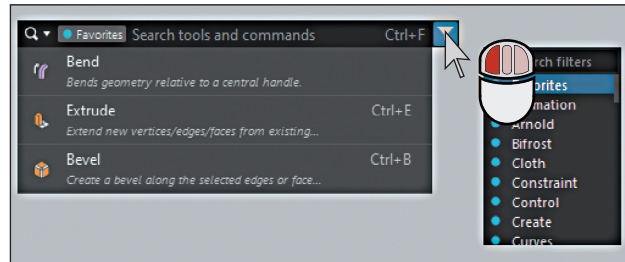 Favorites Search tools and commands Ctrl+F
Bend
Bends geometry relative to a central handle.
Extrude Ctrl+E
Extend new vertices/edges/faces from existing...
Bevel Ctrl+B
Create a bevel along the selected edges or face...
filters
Arnold
Bifrost
Cloth
Constraint
Control
Create
Curves